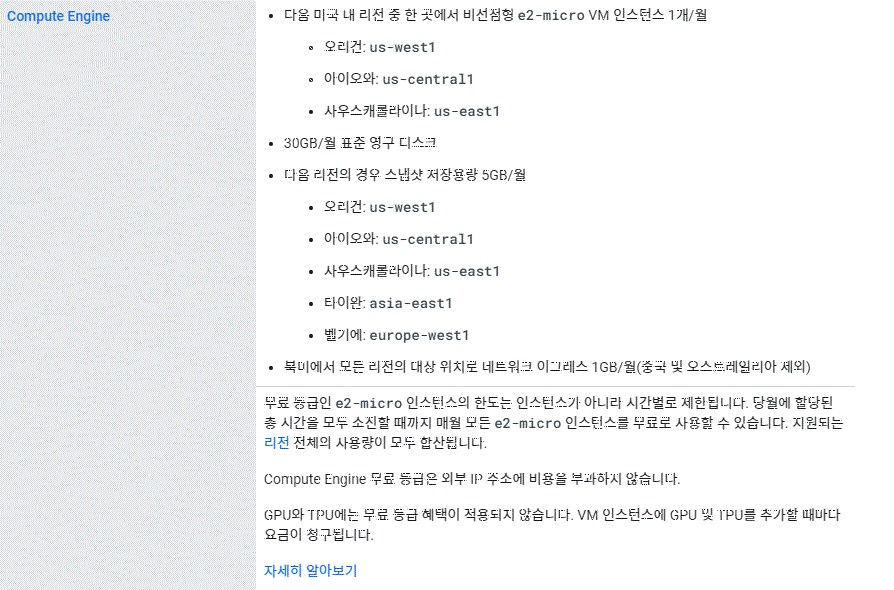 Compute Engine
• 다음 미국 내 리전 중 한 곳에서 비선점형 e2-micro VM 인스턴스 1개/월
• 오리건: us-west1
• 아이오와: us-central1
• 사우스캐롤라이나: us-east1
• 30GB/월 표준 영구 디스크
• 다음 리전의 경우 스냅샷 저장용량 5GB/월
• 오리건: us-west1
• 아이오와: us-central1
• 사우스캐롤라이나: us-east1
• 타이완: asia-east1
• 벨기에: europe-west1
• 북미에서 모든 리전의 대상 위치로 네트워크 이그레스 1GB/월(중국 및 오스트레일리아 제외)
무료 등급인 e2-micro 인스턴스의 한도는 인스턴스가 아니라 시간별로 제한됩니다. 당월에 할당된
총 시간을 모두 소진할 때까지 매월 모든 e2-micro 인스턴스를 무료로 사용할 수 있습니다. 지원되는
리전 전체의 사용량이 모두 합산됩니다.
Compute Engine 무료 등급은 외부 IP 주소에 비용을 부과하지 않습니다.
GPU와 TPU에는 무료 등급 혜택이 적용되지 않습니다. VM 인스턴스에 GPU 및 TPU를 추가할 때마다
요금이 청구됩니다.
자세히 알아보기